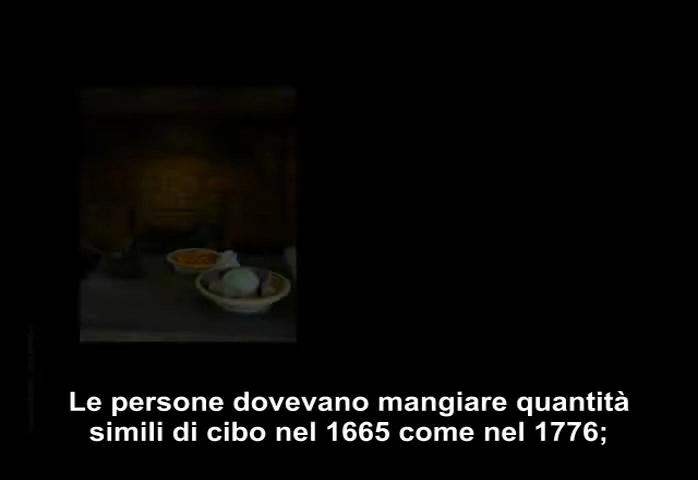 Le persone dovevano mangiare quantità
simili di cibo nel 1665 come nel 1776;